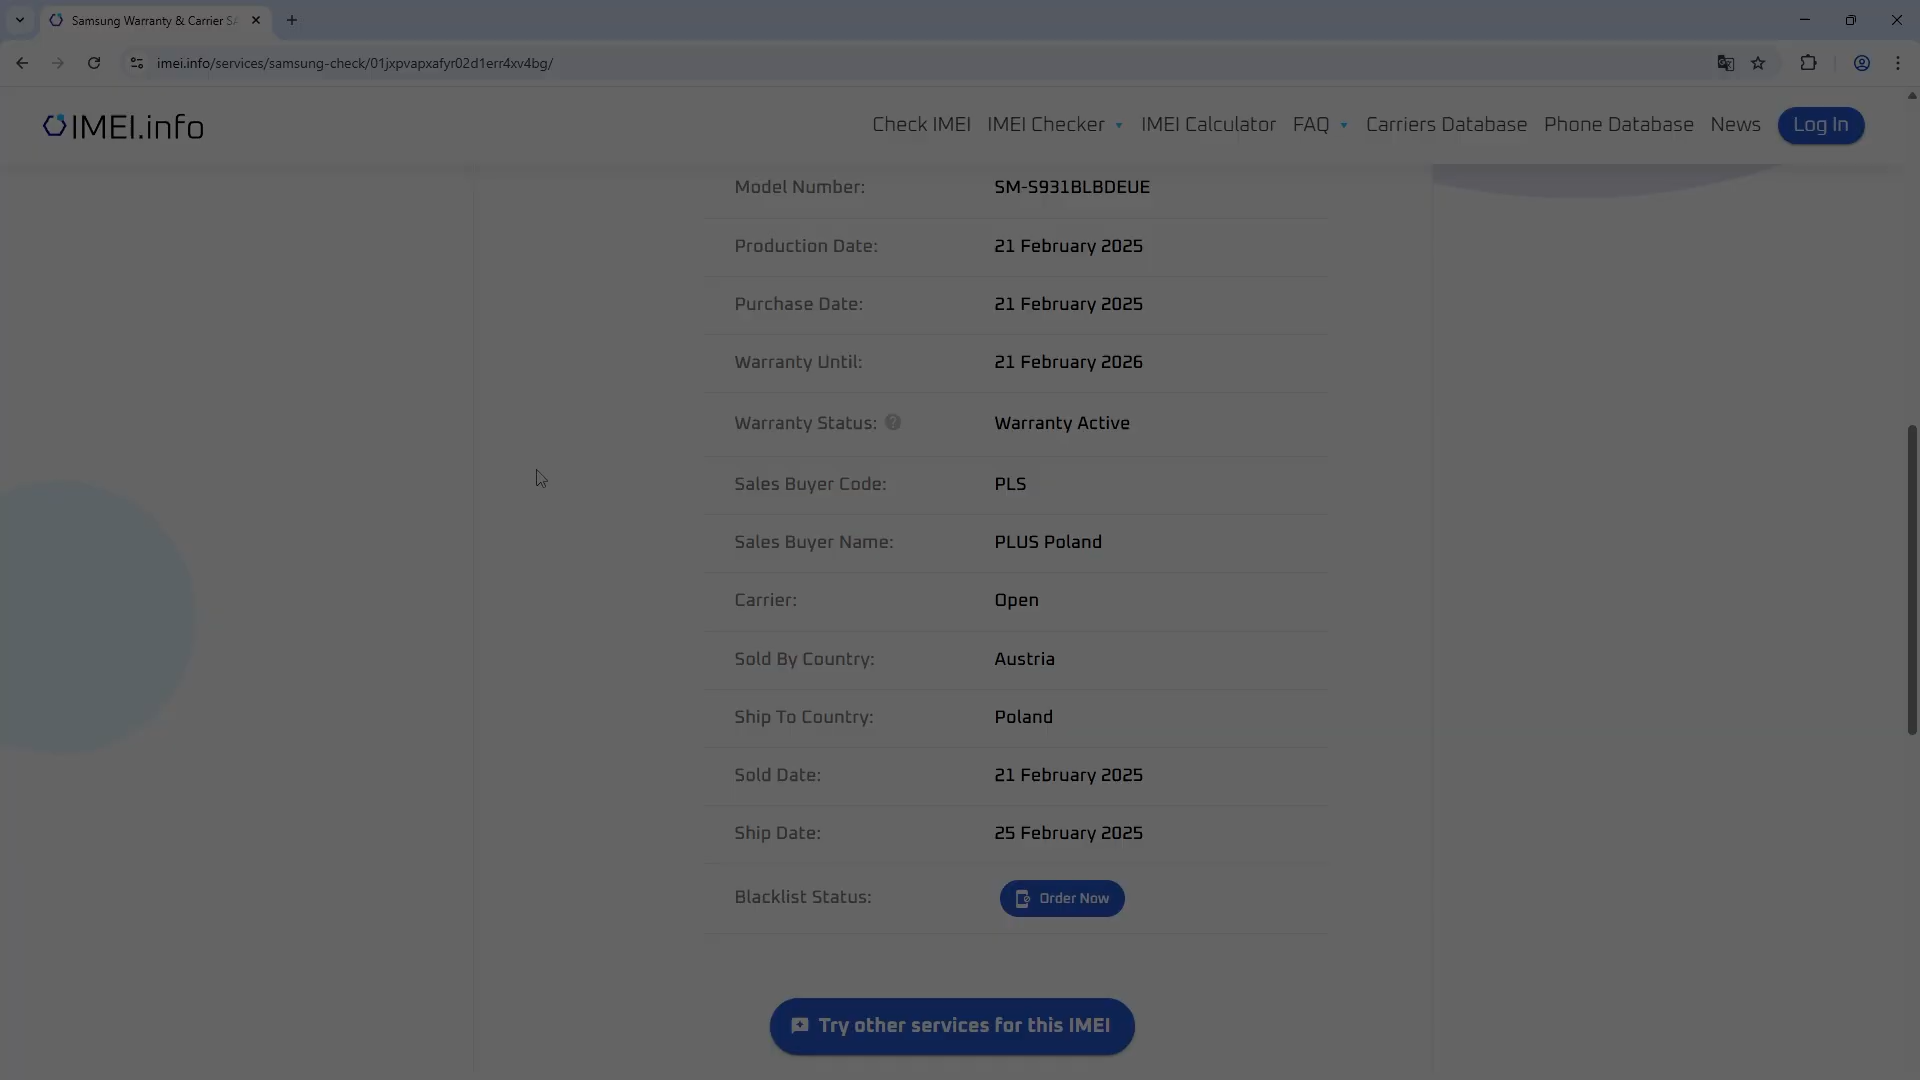 Samsung Warranty & Carrier
imei.info/services/samsung-check/01jxpvapxafyr02d1err4xv4bg/
IMEI.info
Check IMEI IMEI Checker IMEI Calculator FAQ Carriers Database Phone Database News Log In
Model Number: SM-S931BLBDEUE
Production Date: 21 February 2025
Purchase Date: 21 February 2025
Warranty Until: 21 February 2026
Warranty Status: ? Warranty Active
Sales Buyer Code: PLS
Sales Buyer Name: PLUS Poland
Carrier: Open
Sold By Country: Austria
Ship To Country: Poland
Sold Date: 21 February 2025
Ship Date: 25 February 2025
Blacklist Status: Order Now
Try other services for this IMEI